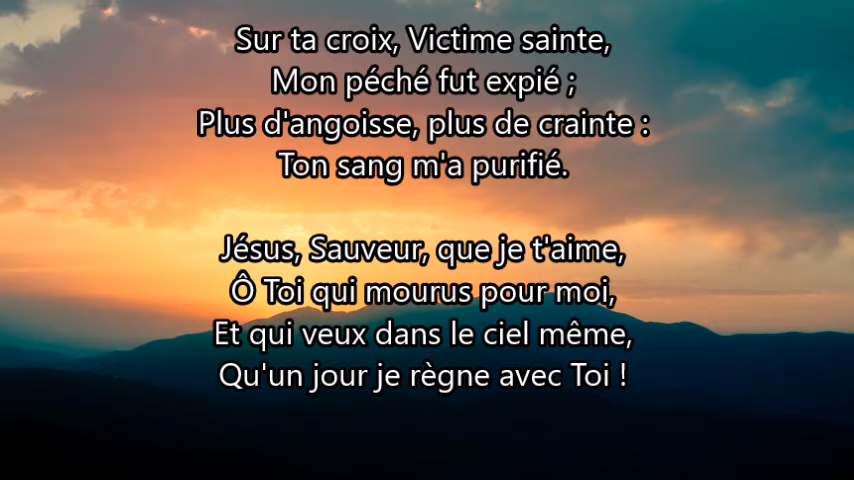 Sur ta croix, Victime sainte,
Mon péché fut expié ;
Plus d'angoisse, plus de crainte :
Ton sang m'a purifié.
Jésus, Sauveur, que je t'aime,
Ô Toi qui mourus pour moi,
Et qui veux dans le ciel même,
Qu'un jour je règne avec Toi !